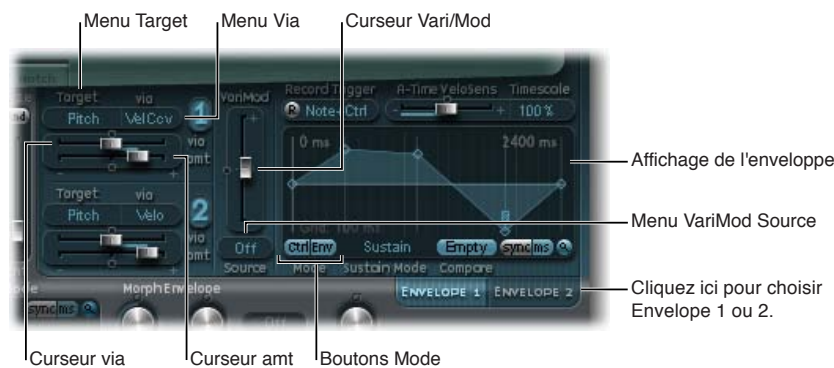 Menu Target
Menu Via
Curseur Vari/Mod
Target via
VariMod
Record Trigger
A-Time VeloSens
Timescale
Pitch VelCov
1
R Note+Ctrl
- +
100%
via
amt
0 ms
2400 ms
Affichage de l'enveloppe
Target via
Pitch Velo
2
via
amt
Grid: 100 ms
Menu VariMod Source
Off
Source
Ctrl Env
Sustain
Empty
sync ms
Mode
Sustain Mode
Compare
Cliquez ici pour choisir
Envelope 1 ou 2.
ENVELOPE 1
ENVELOPE 2
sync ms
Morph Envelope
Curseur via
Curseur amt
Boutons Mode